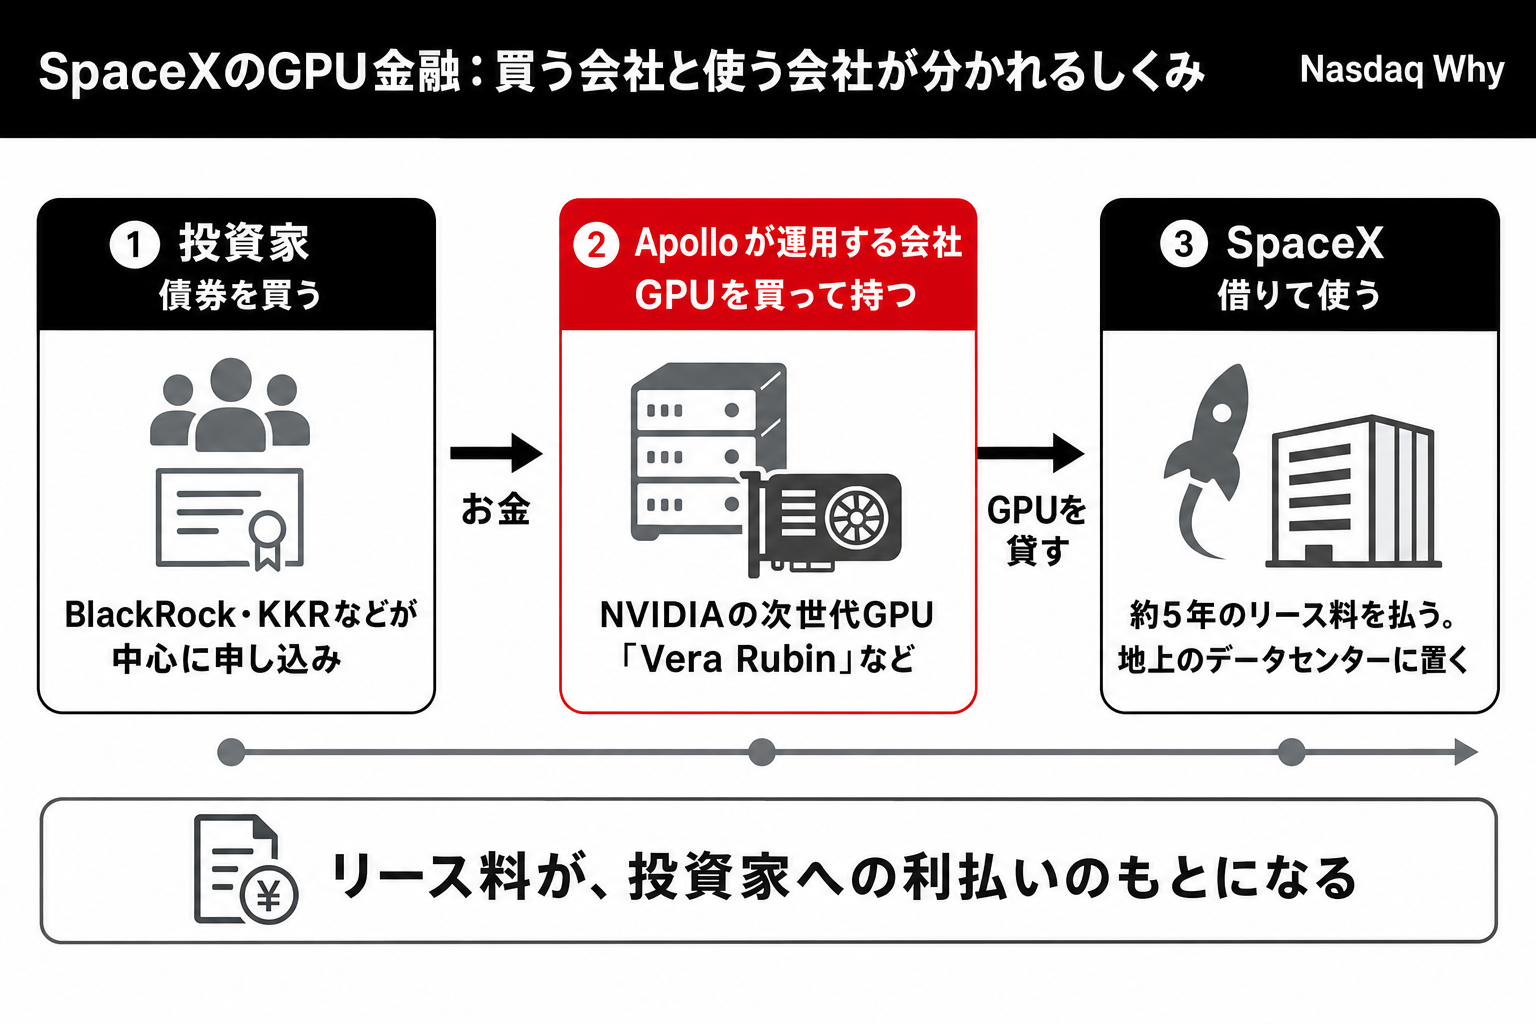 SpaceXのGPU金融：買う会社と使う会社が分かれるしくみ
Nasdaq Why
1 投資家
債券を買う
BlackRock・KKRなどが
中心に申し込み
お金
2 Apolloが運用する会社
GPUを買って持つ
NVIDIAの次世代GPU
「Vera Rubin」など
GPUを
貸す
3 SpaceX
借りて使う
約5年のリース料を払う。
地上のデータセンターに置く
¥
リース料が、投資家への利払いのもとになる